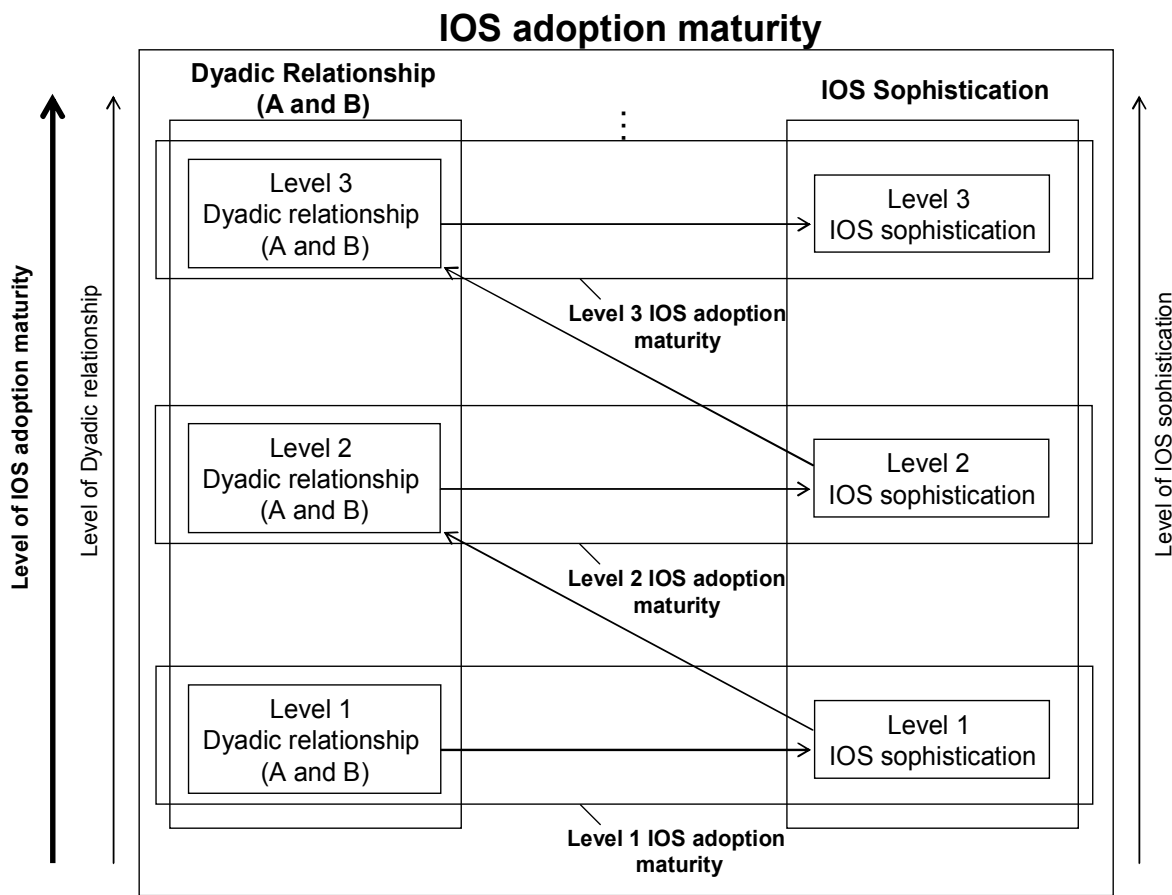 IOS adoption maturity
Dyadic Relationship
(A and B)
IOS Sophistication
⋮
Level 3
Dyadic relationship
(A and B)
Level 3
IOS sophistication
Level 3 IOS adoption
maturity
Level 2
Dyadic relationship
(A and B)
Level 2
IOS sophistication
Level 2 IOS adoption
maturity
Level 1
Dyadic relationship
(A and B)
Level 1
IOS sophistication
Level 1 IOS adoption
maturity
Level of IOS adoption maturity
Level of Dyadic relationship
Level of IOS sophistication